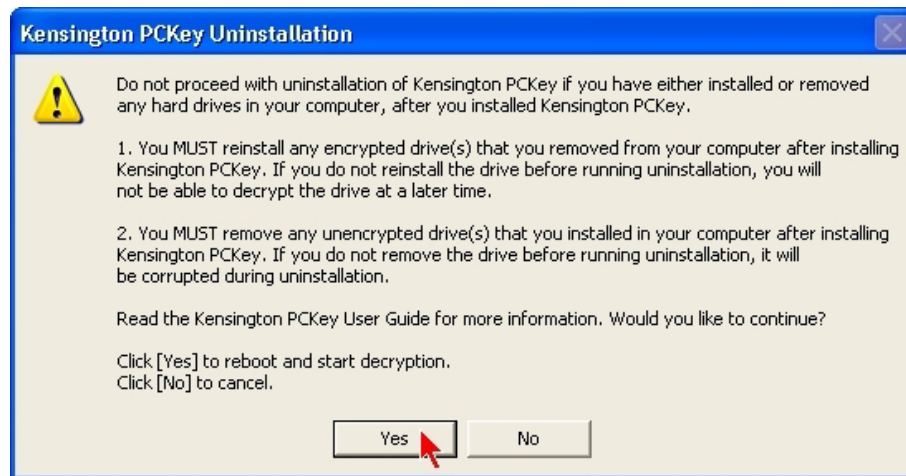 Kensington PCKey Uninstallation
Do not proceed with uninstallation of Kensington PCKey if you have either installed or removed
any hard drives in your computer, after you installed Kensington PCKey.
1. You MUST reinstall any encrypted drive(s) that you removed from your computer after installing
Kensington PCKey. If you do not reinstall the drive before running uninstallation, you will
not be able to decrypt the drive at a later time.
2. You MUST remove any unencrypted drive(s) that you installed in your computer after installing
Kensington PCKey. If you do not remove the drive before running uninstallation, it will
be corrupted during uninstallation.
Read the Kensington PCKey User Guide for more information. Would you like to continue?
Click [Yes] to reboot and start decryption.
Click [No] to cancel.
Yes No